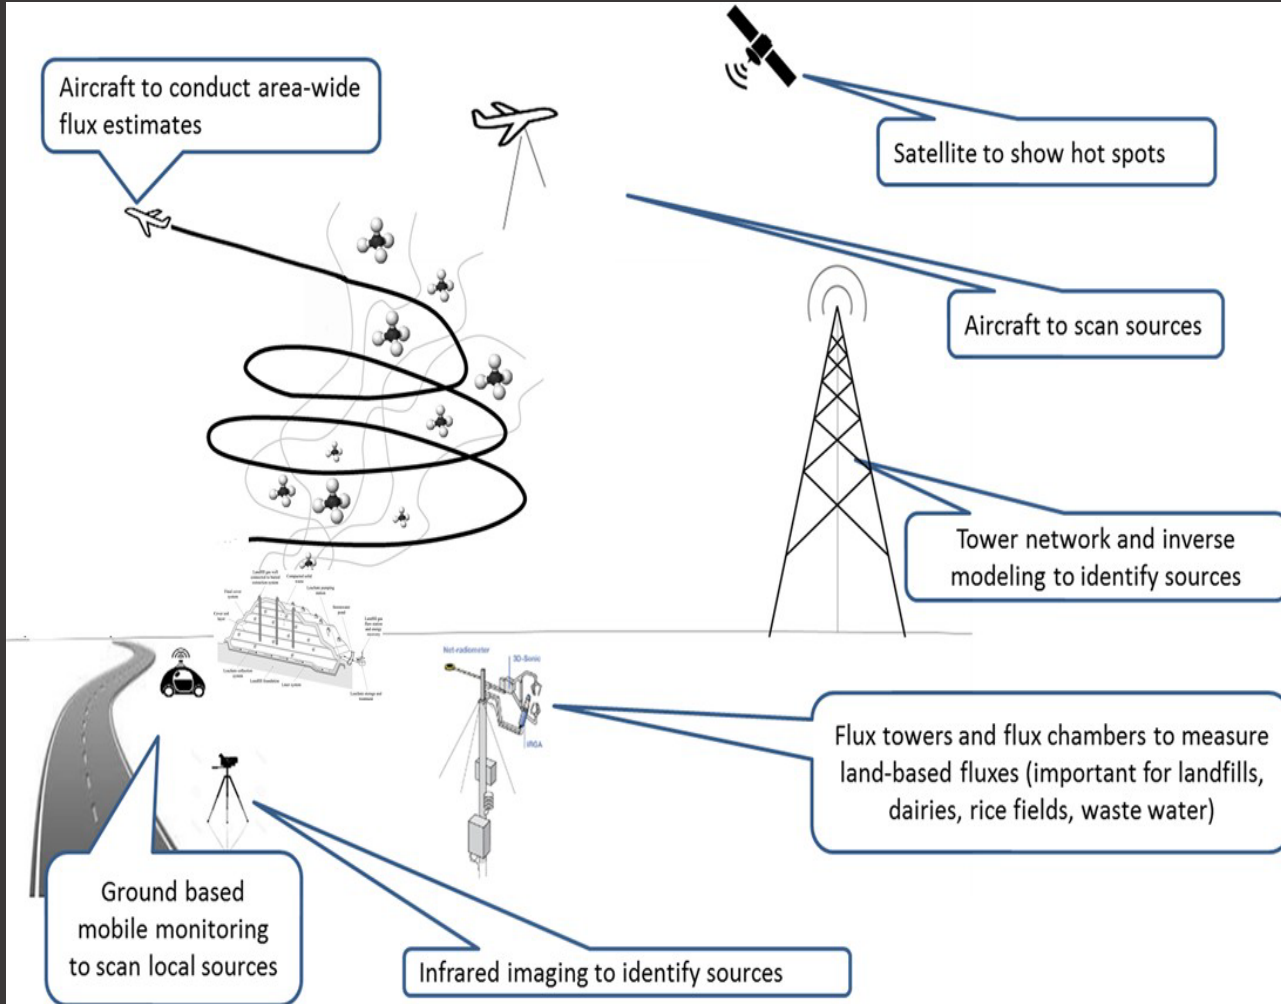 Aircraft to conduct area-wide
flux estimates
Satellite to show hot spots
Aircraft to scan sources
Tower network and inverse
modeling to identify sources
Net-radiometer
3D-Sonic
IRGA
Flux towers and flux chambers to measure
land-based fluxes (important for landfills,
dairies, rice fields, waste water)
Ground based
mobile monitoring
to scan local sources
Infrared imaging to identify sources